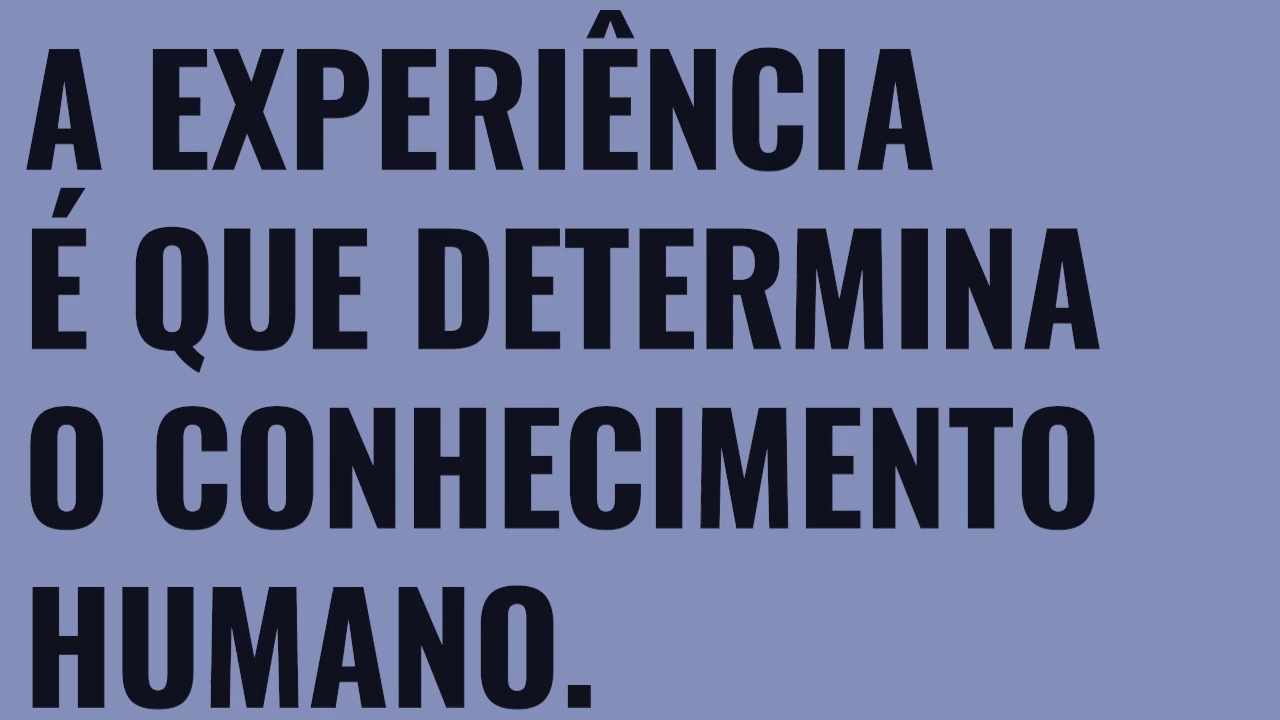 A EXPERIÊNCIA
É QUE DETERMINA
O CONHECIMENTO
HUMANO.